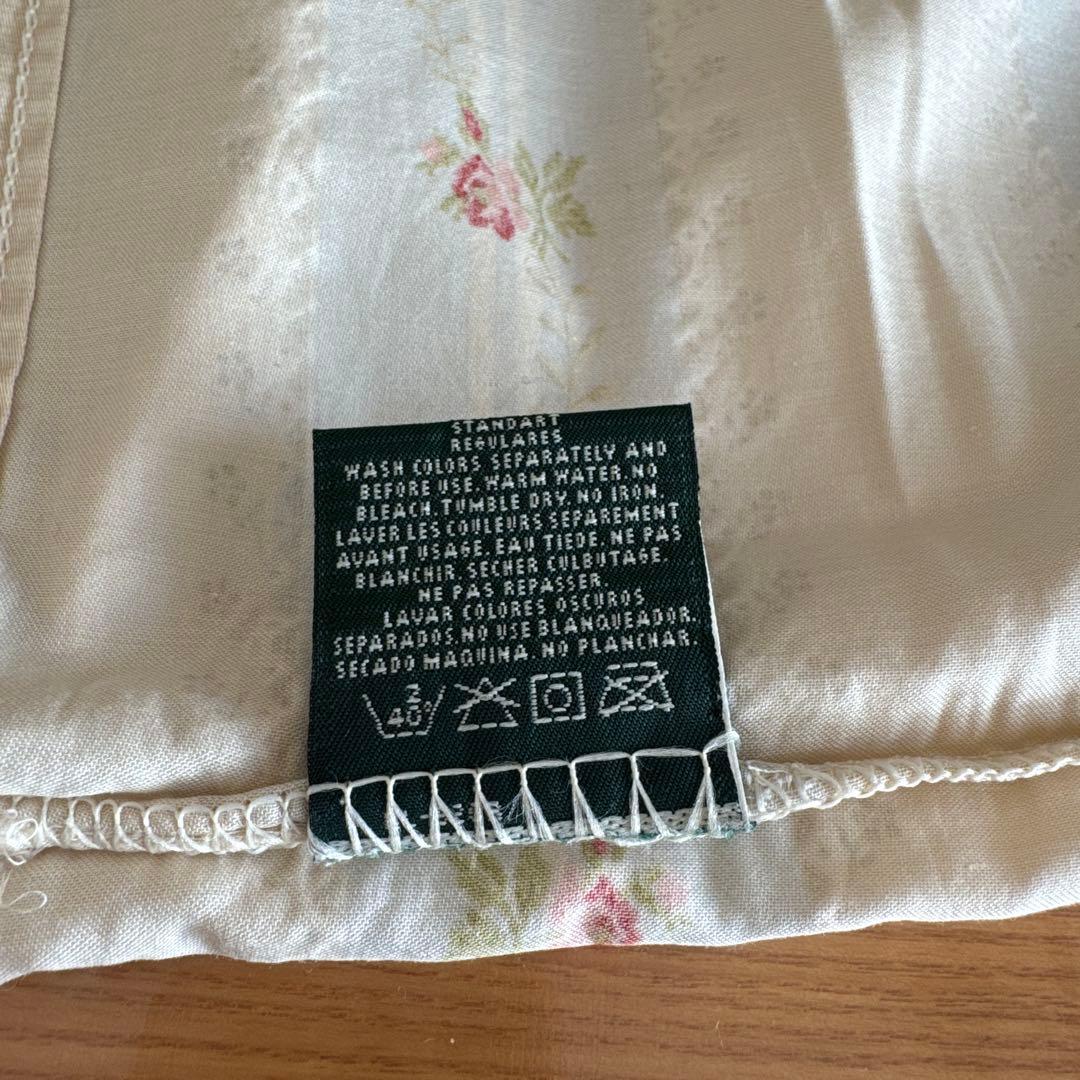 STANDART
REGULARES
WASH COLORS SEPARATELY AND
BEFORE USE. WARM WATER. NO
BLEACH. TUMBLE DRY. NO IRON.
LAVER LES COULEURS SEPAREMENT
AVANT USAGE. EAU TIEDE. NE PAS
BLANCHIR. SECHER CULBUTAGE.
NE PAS REPASSER.
LAVAR COLORES OSCUROS
SEPARADOS. NO USE BLANQUEADOR.
SECADO MAQUINA. NO PLANCHAR
2
40°